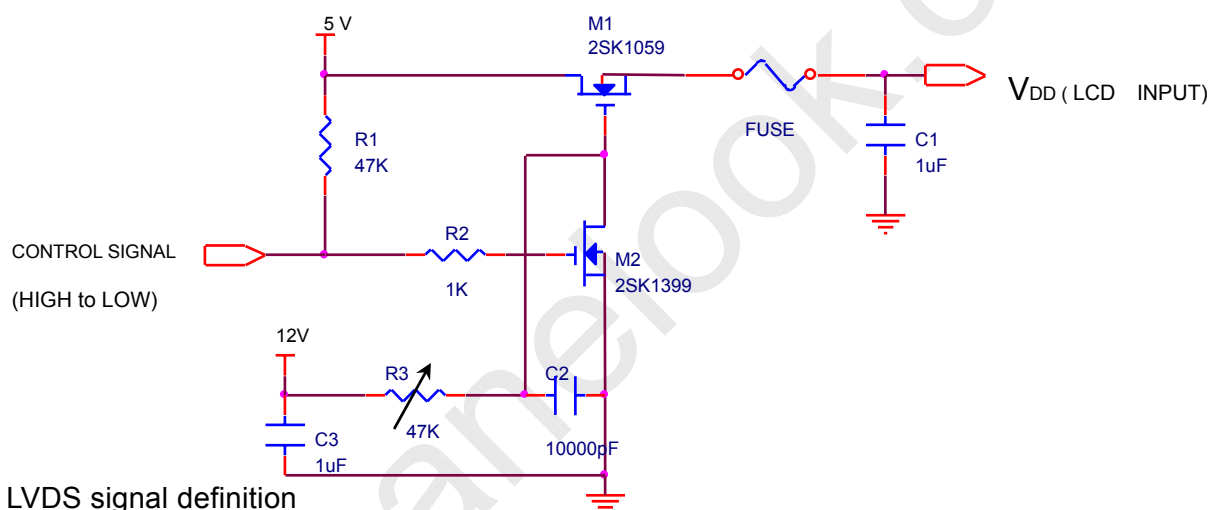 5 V
M1
2SK1059
R1
47K
FUSE
VDD ( LCD INPUT)
C1
1uF
CONTROL SIGNAL
(HIGH to LOW)
R2
1K
M2
2SK1399
12V
R3
47K
C2
10000pF
C3
1uF
LVDS signal definition
anelook.